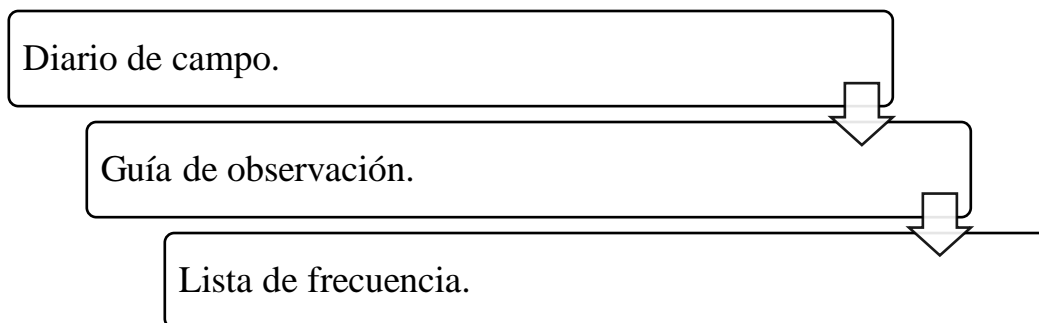 Diario de campo.
Guía de observación.
Lista de frecuencia.